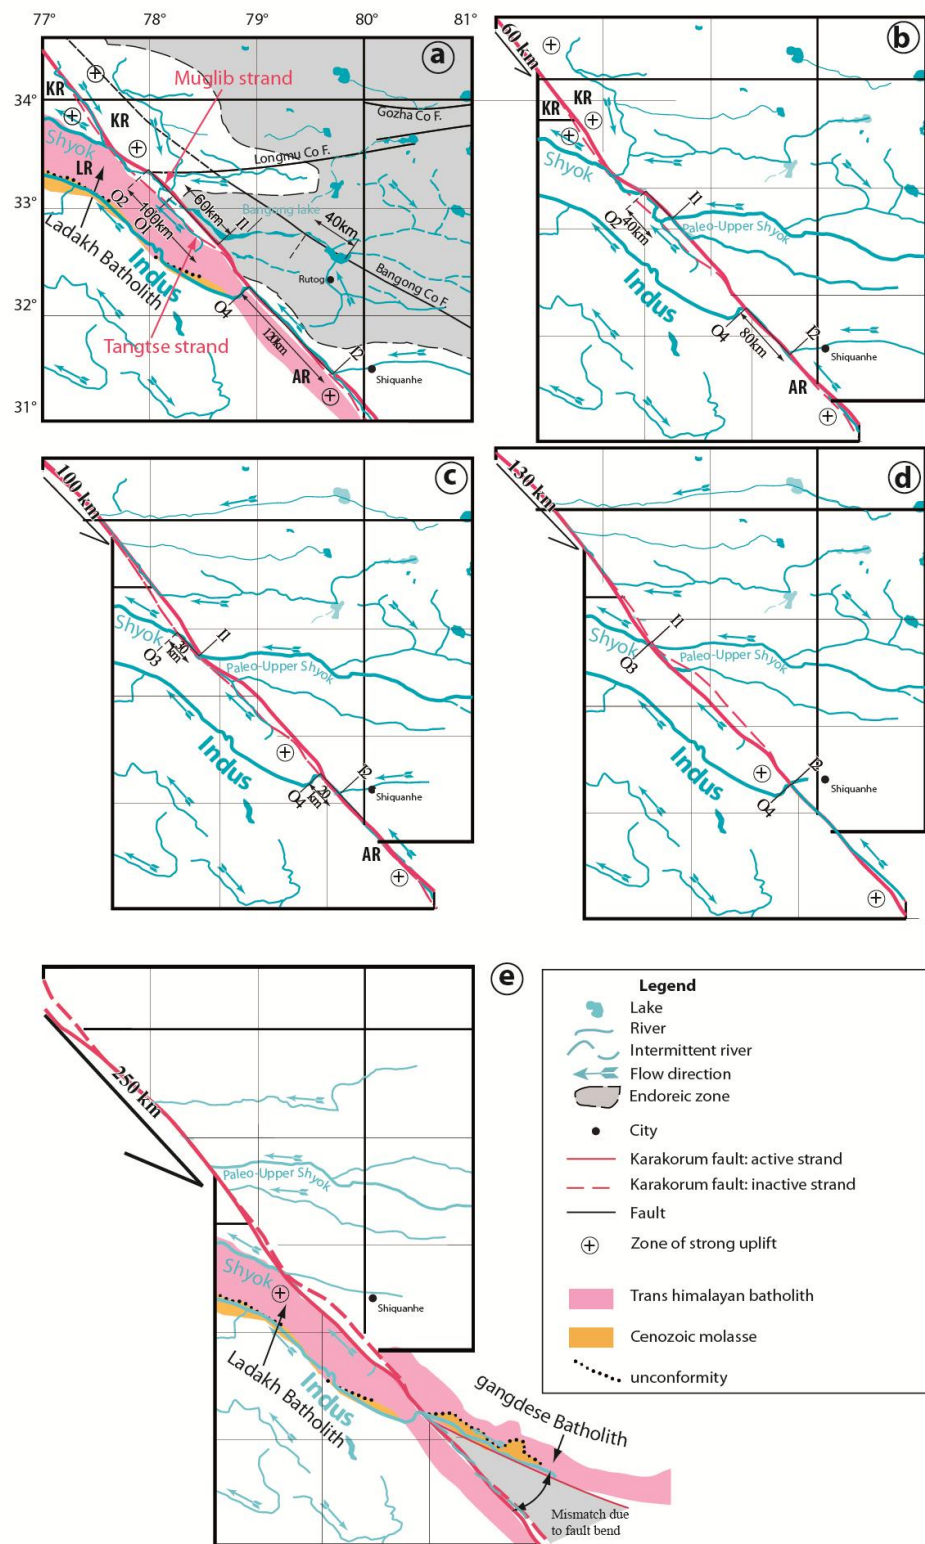 77° 78° 79° 80° 81°
a
Muglib strand
KR
34°
KR
Gozha Co F.
Shyok
Longmu Co F.
LR
33°
O2
100km
60km
I1
Bangong lake
40km
O1
Ladakh Batholith
Indus
Rutog
Bangong Co F.
32°
O4
Tangtse strand
120km
I2
AR
Shiquanhe
31°
b
60 km
KR
KR
Shyok
I1
O2
40km
Paleo-Upper Shyok
Indus
O4
80km
I2
Shiquanhe
AR
c
100 km
Shyok
I1
30
km
O3
Paleo-Upper Shyok
Indus
I2
O4
20
km
Shiquanhe
AR
d
130 km
Shyok
I1
O3
Paleo-Upper Shyok
Indus
I2
O4
Shiquanhe
e
250 km
Paleo-Upper Shyok
Shyok
Shiquanhe
Ladakh Batholith
Indus
gangdese Batholith
Mismatch due
to fault bend
Legend
Lake
River
Intermittent river
Flow direction
Endoreic zone
City
Karakorum fault: active strand
Karakorum fault: inactive strand
Fault
Zone of strong uplift
Trans himalayan batholith
Cenozoic molasse
unconformity